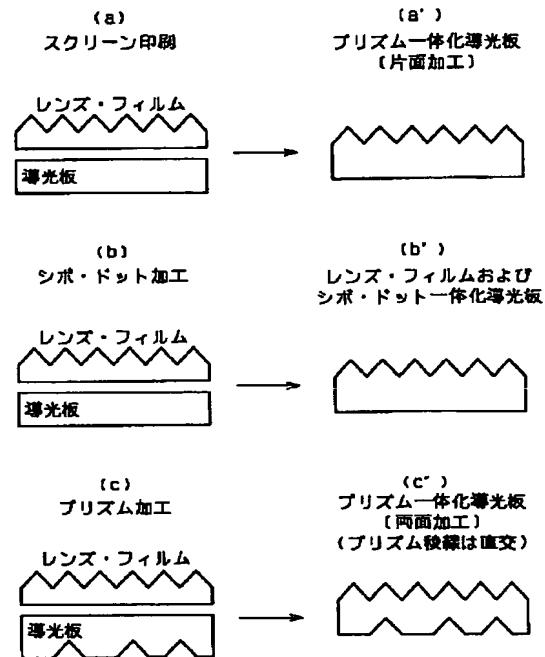 (a)
スクリーン印刷
レンズ・フィルム
導光板
(a')
プリズム一体化導光板
〔片面加工〕
(b)
シボ・ドット加工
レンズ・フィルム
導光板
(b')
レンズ・フィルムおよび
シボ・ドット一体化導光板
(c)
プリズム加工
レンズ・フィルム
導光板
(c')
プリズム一体化導光板
〔両面加工〕
(プリズム稜線は直交)